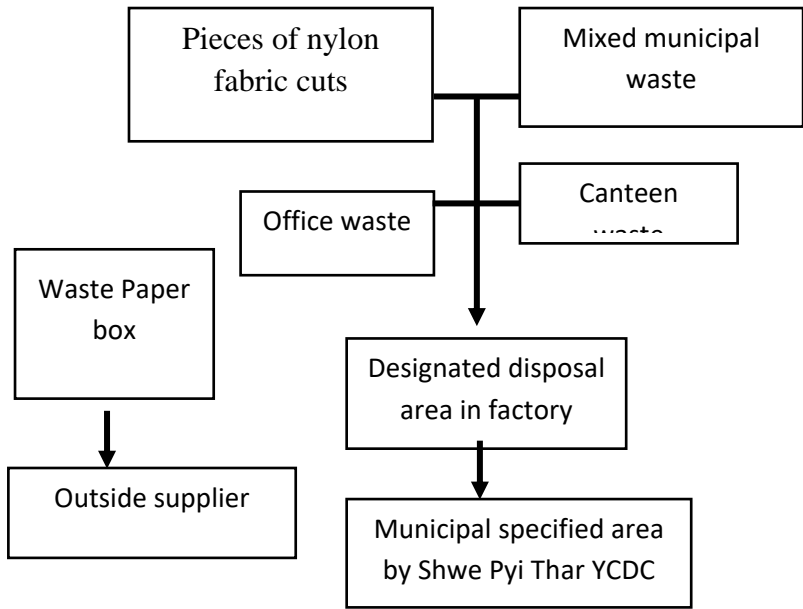 Pieces of nylon
fabric cuts
Mixed municipal
waste
Office waste
Canteen
waste
Waste Paper
box
Designated disposal
area in factory
Outside supplier
Municipal specified area
by Shwe Pyi Thar YCDC